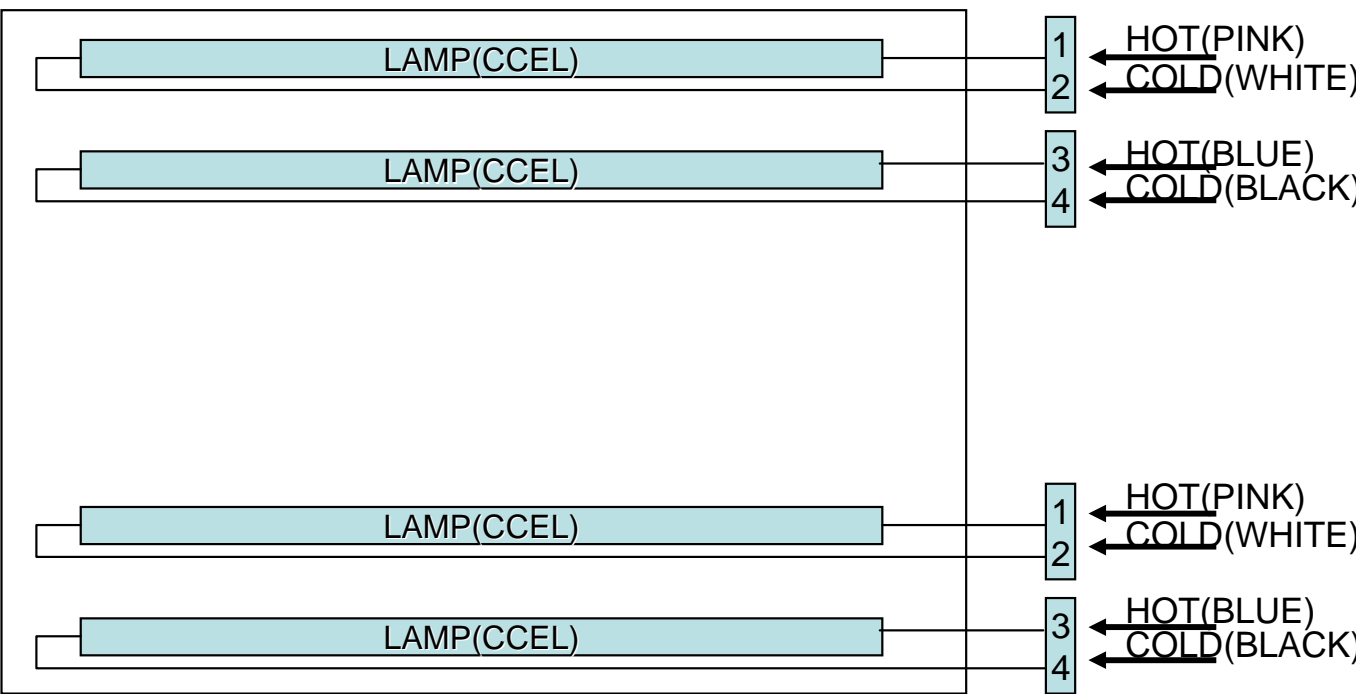 LAMP(CCEL)
1
HOT(PINK)
2
COLD(WHITE)
LAMP(CCEL)
3
HOT(BLUE)
4
COLD(BLACK)
LAMP(CCEL)
1
HOT(PINK)
2
COLD(WHITE)
LAMP(CCEL)
3
HOT(BLUE)
4
COLD(BLACK)